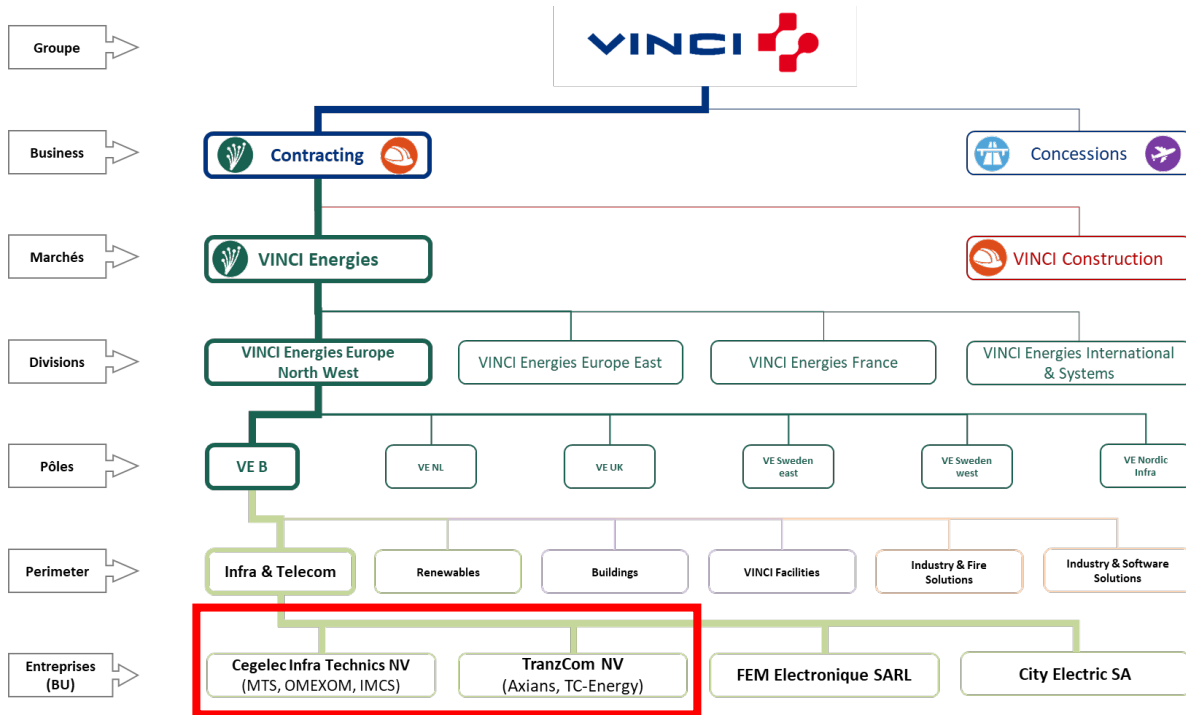 Groupe
VINCI
Business
Contracting
Concessions
Marchés
VINCI Energies
VINCI Construction
Divisions
VINCI Energies Europe
North West
VINCI Energies Europe East
VINCI Energies France
VINCI Energies International
& Systems
Pôles
VE B
VE NL
VE UK
VE Sweden
east
VE Sweden
west
VE Nordic
Infra
Perimeter
Infra & Telecom
Renewables
Buildings
VINCI Facilities
Industry & Fire
Solutions
Industry & Software
Solutions
Entreprises
(BU)
Cegelec Infra Technics NV
(MTS, OMEXOM, IMCS)
TranzCom NV
(Axians, TC-Energy)
FEM Electronique SARL
City Electric SA